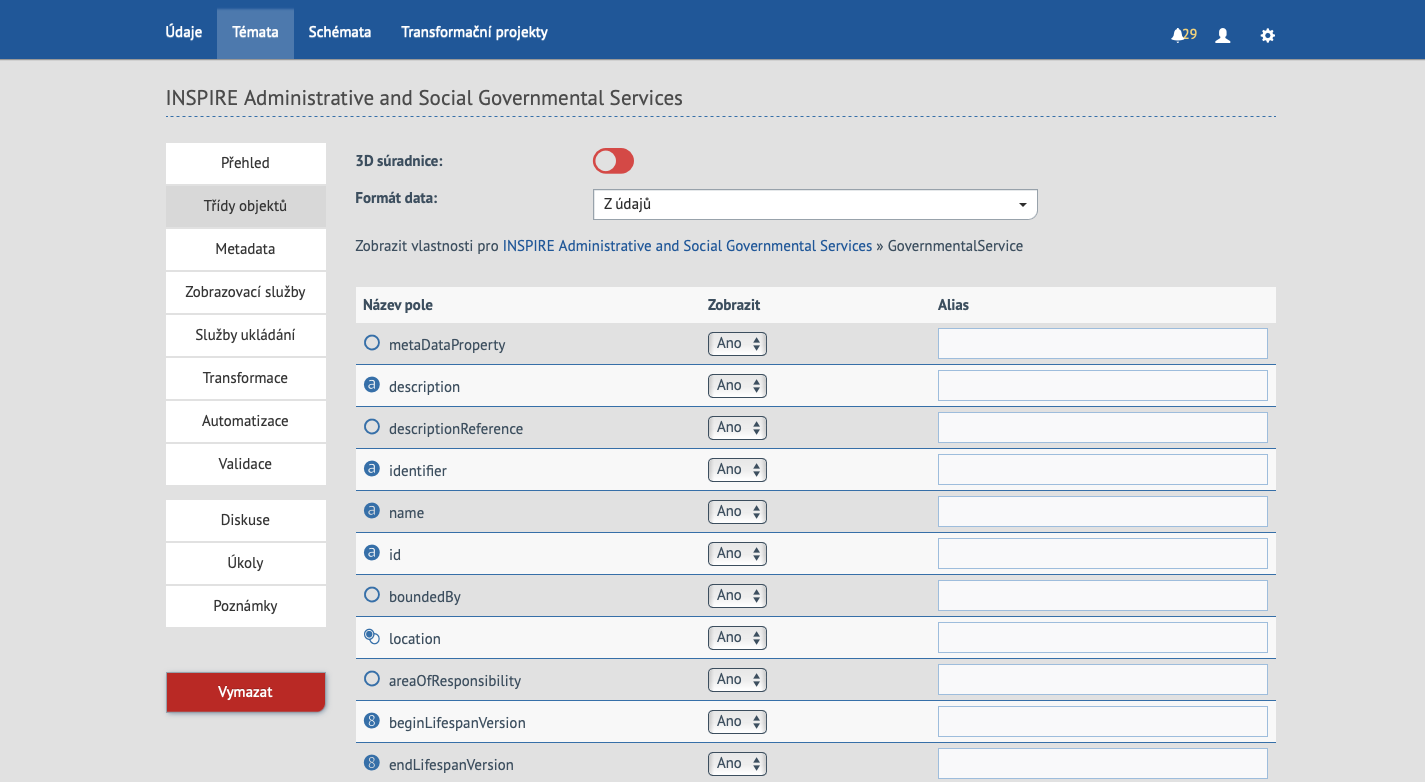 Údaje Témata Schémata Transformační projekty 29
INSPIRE Administrative and Social Governmental Services
Přehled
Třídy objektů
Metadata
Zobrazovací služby
Služby ukládání
Transformace
Automatizace
Validace
Diskuse
Úkoly
Poznámky
Vymazat
3D súradnice:
Formát data: Z údajů
Zobrazit vlastnosti pro INSPIRE Administrative and Social Governmental Services » GovernmentalService
Název pole Zobrazit Alias
metaDataProperty Ano
a description Ano
descriptionReference Ano
a identifier Ano
a name Ano
a id Ano
boundedBy Ano
location Ano
areaOfResponsibility Ano
8 beginLifespanVersion Ano
8 endLifespanVersion Ano